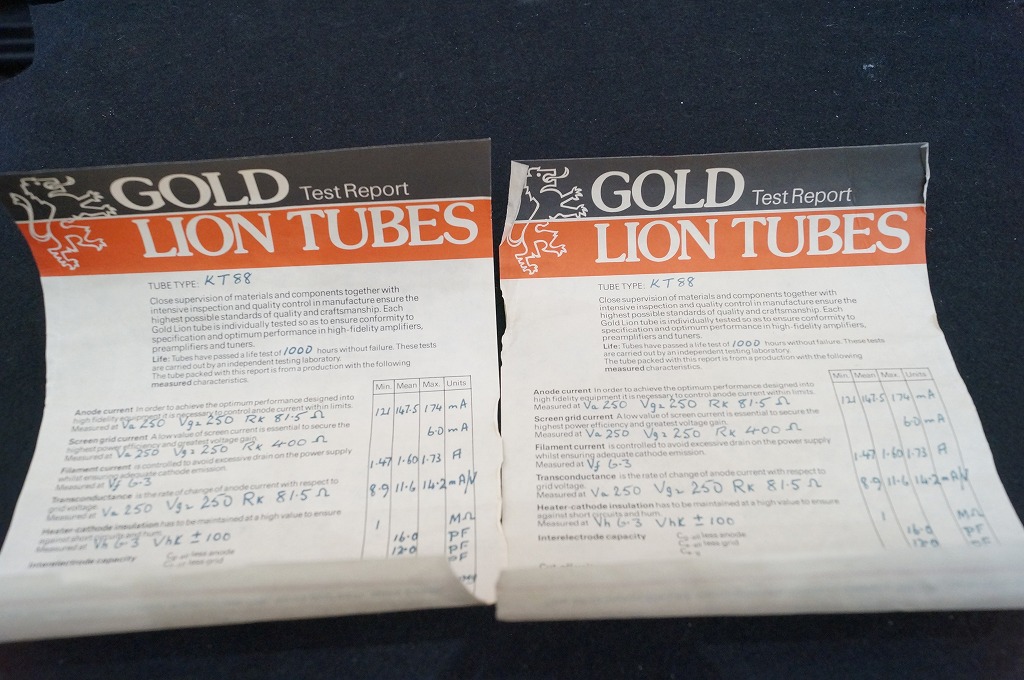 GOLD Test Report
LION TUBES
TUBE TYPE: KT88
Close supervision of materials and components together with
intensive inspection and quality control in manufacture ensure the
highest possible standards of quality and craftsmanship. Each
Gold Lion tube is individually tested so as to ensure conformity to
specification and optimum performance in high-fidelity amplifiers,
preamplifiers and tuners.
Life: Tubes have passed a life test of 1000 hours without failure. These tests
are carried out by an independent testing laboratory.
The tube packed with this report is from a production with the following
measured characteristics.
Min. Mean Max. Units
Anode current In order to achieve the optimum performance designed into
high fidelity equipment it is necessary to control anode current within limits.
Measured at Va 250 Vg2 250 RK 81.5 Ω
121 147.5 174 mA
Screen grid current A low value of screen current is essential to secure the
highest power efficiency and greatest voltage gain.
Measured at Va 250 Vg2 250 RK 400 Ω
6.0 mA
Filament current is controlled to avoid excessive drain on the power supply
whilst ensuring adequate cathode emission.
Measured at Vf 6.3
1.47 1.60 1.73 A
Transconductance is the rate of change of anode current with respect to
grid voltage.
Measured at Va 250 Vg2 250 RK 81.5 Ω
8.9 11.6 14.2 mA/V
Heater-cathode insulation has to be maintained at a high value to ensure
against short circuits and hum.
Measured at Vh 6.3 VhK ±100
1 MΩ
Interelectrode capacity
less anode
less grid
16.0 pF
12.0 pF
pF
GOLD Test Report
LION TUBES
TUBE TYPE: KT88
Close supervision of materials and components together with
intensive inspection and quality control in manufacture ensure the
highest possible standards of quality and craftsmanship. Each
Gold Lion tube is individually tested so as to ensure conformity to
specification and optimum performance in high-fidelity amplifiers,
preamplifiers and tuners.
Life: Tubes have passed a life test of 1000 hours without failure. These tests
are carried out by an independent testing laboratory.
The tube packed with this report is from a production with the following
measured characteristics.
Min. Mean Max. Units
Anode current In order to achieve the optimum performance designed into
high fidelity equipment it is necessary to control anode current within limits.
Measured at Va 250 Vg2 250 RK 81.5 Ω
121 147.5 174 mA
Screen grid current A low value of screen current is essential to secure the
highest power efficiency and greatest voltage gain.
Measured at Va 250 Vg2 250 RK 400 Ω
6.0 mA
Filament current is controlled to avoid excessive drain on the power supply
whilst ensuring adequate cathode emission.
Measured at Vf 6.3
1.47 1.60 1.73 A
Transconductance is the rate of change of anode current with respect to
grid voltage.
Measured at Va 250 Vg2 250 RK 81.5 Ω
8.9 11.6 14.2 mA/V
Heater-cathode insulation has to be maintained at a high value to ensure
against short circuits and hum.
Measured at Vh 6.3 VhK ±100
1 MΩ
Interelectrode capacity
less anode
less grid
16.0 pF
12.0 pF